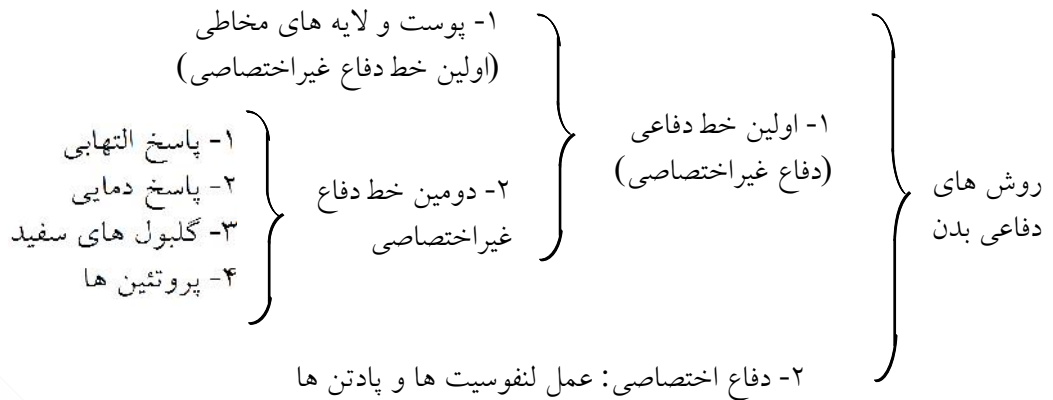 روش های
دفاعی بدن
۱- اولین خط دفاعی
(دفاع غیراختصاصی)
۱- پوست و لایه های مخاطی
(اولین خط دفاع غیراختصاصی)
۲- دومین خط دفاع
غیراختصاصی
۱- پاسخ التهابی
۲- پاسخ دمایی
۳- گلبول های سفید
۴- پروتئین ها
۲- دفاع اختصاصی: عمل لنفوسیت ها و پادتن ها